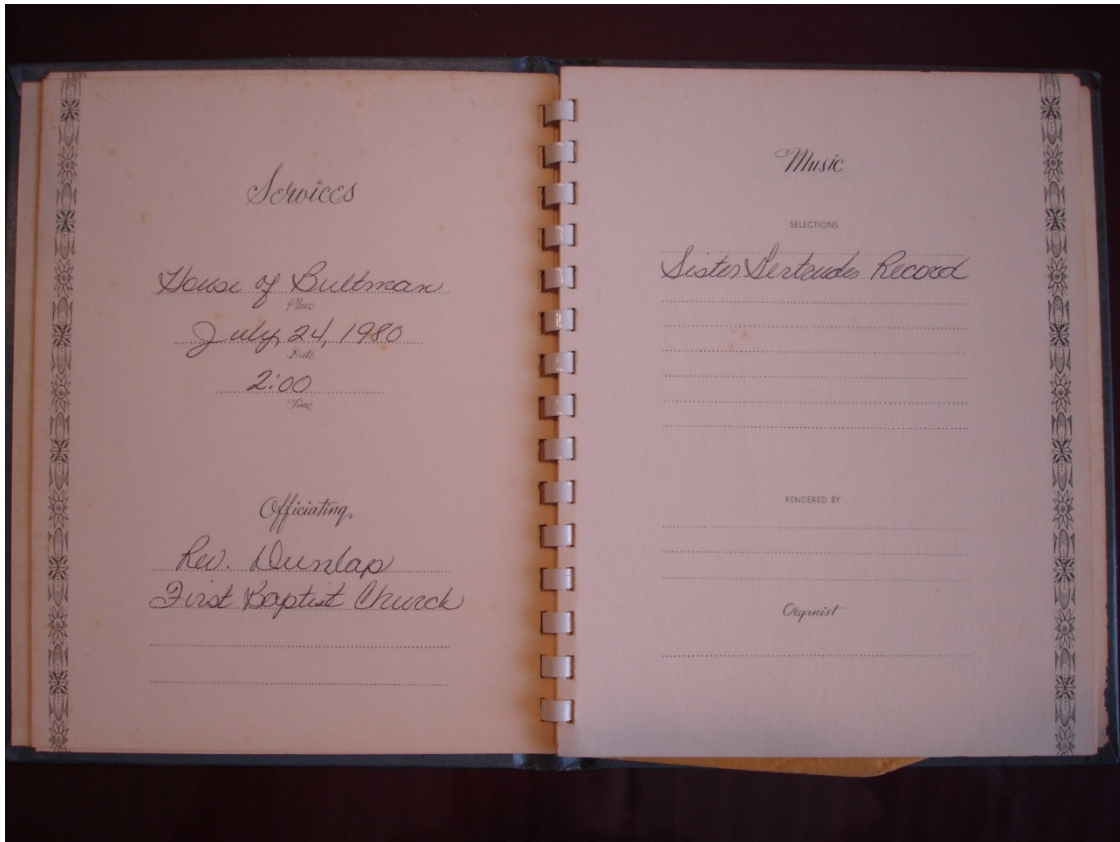 Services
House of Bultman
Place
July, 24, 1980
Date
2:00
Time
Officiating
Rev. Dunlap
First Baptist Church
Music
SELECTIONS
Sister Gertrudes Record
RENDERED BY
Organist